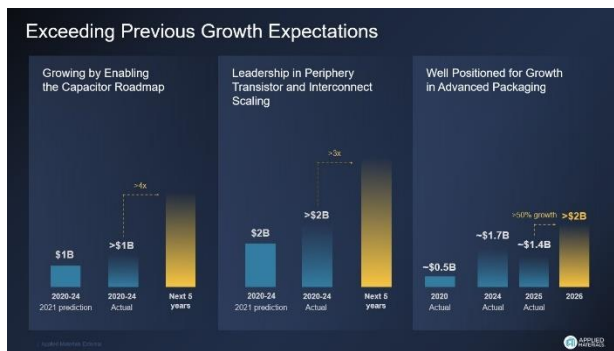 Exceeding Previous Growth Expectations
Growing by Enabling
the Capacitor Roadmap
>4x
$1B
>$1B
2020-24
2021 prediction
2020-24
Actual
Next 5
years
Leadership in Periphery
Transistor and Interconnect
Scaling
>3x
$2B
>$2B
2020-24
2021 prediction
2020-24
Actual
Next 5
years
Well Positioned for Growth
in Advanced Packaging
>50% growth
~$0.5B
~$1.7B
~$1.4B
>$2B
2020
Actual
2024
Actual
2025
Actual
2026
Applied Materials External
APPLIED
MATERIALS